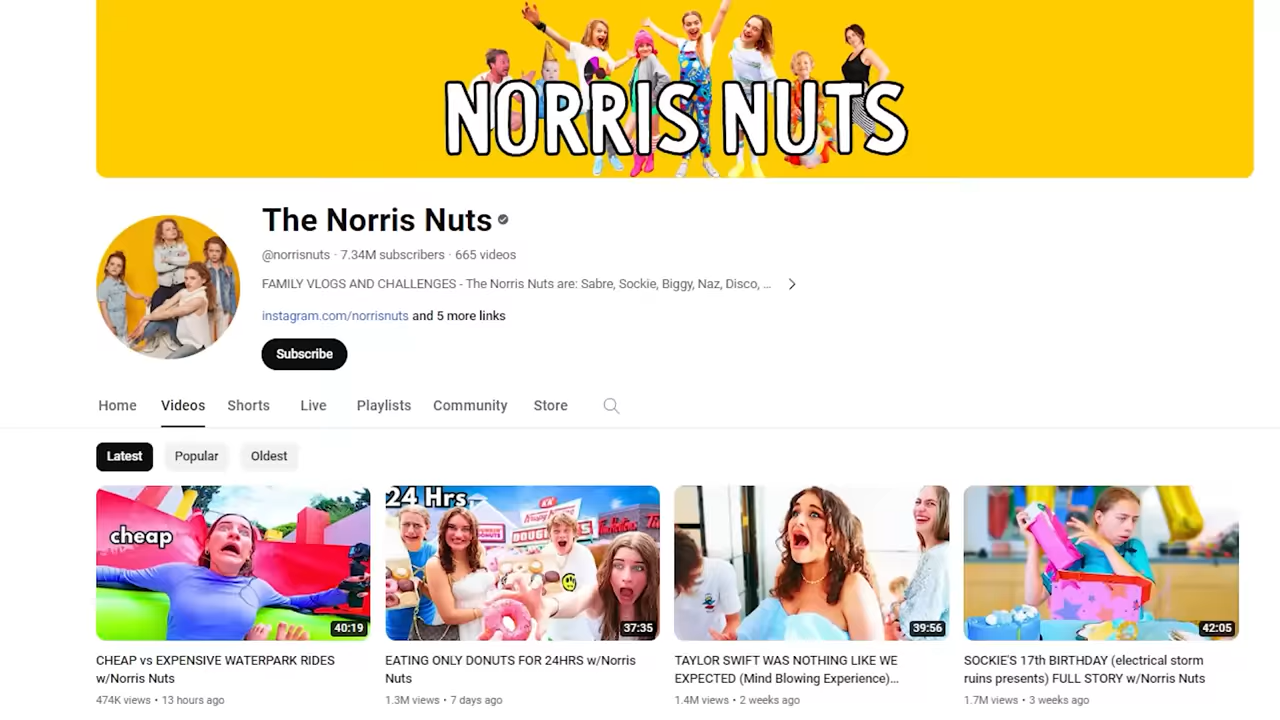 NORRIS NUTS
The Norris Nuts
@norrisnuts · 7.34M subscribers · 665 videos
FAMILY VLOGS AND CHALLENGES - The Norris Nuts are: Sabre, Sockie, Biggy, Naz, Disco, ...
instagram.com/norrisnuts and 5 more links
Subscribe
Home Videos Shorts Live Playlists Community Store
Latest Popular Oldest
cheap
40:19
24 Hrs
KK
37:35
39:56
42:05
CHEAP vs EXPENSIVE WATERPARK RIDES
w/Norris Nuts
474K views • 13 hours ago
EATING ONLY DONUTS FOR 24HRS w/Norris
Nuts
1.3M views • 7 days ago
TAYLOR SWIFT WAS NOTHING LIKE WE
EXPECTED (Mind Blowing Experience)...
1.4M views • 2 weeks ago
SOCKIE'S 17th BIRTHDAY (electrical storm
ruins presents) FULL STORY w/Norris Nuts
1.7M views • 3 weeks ago